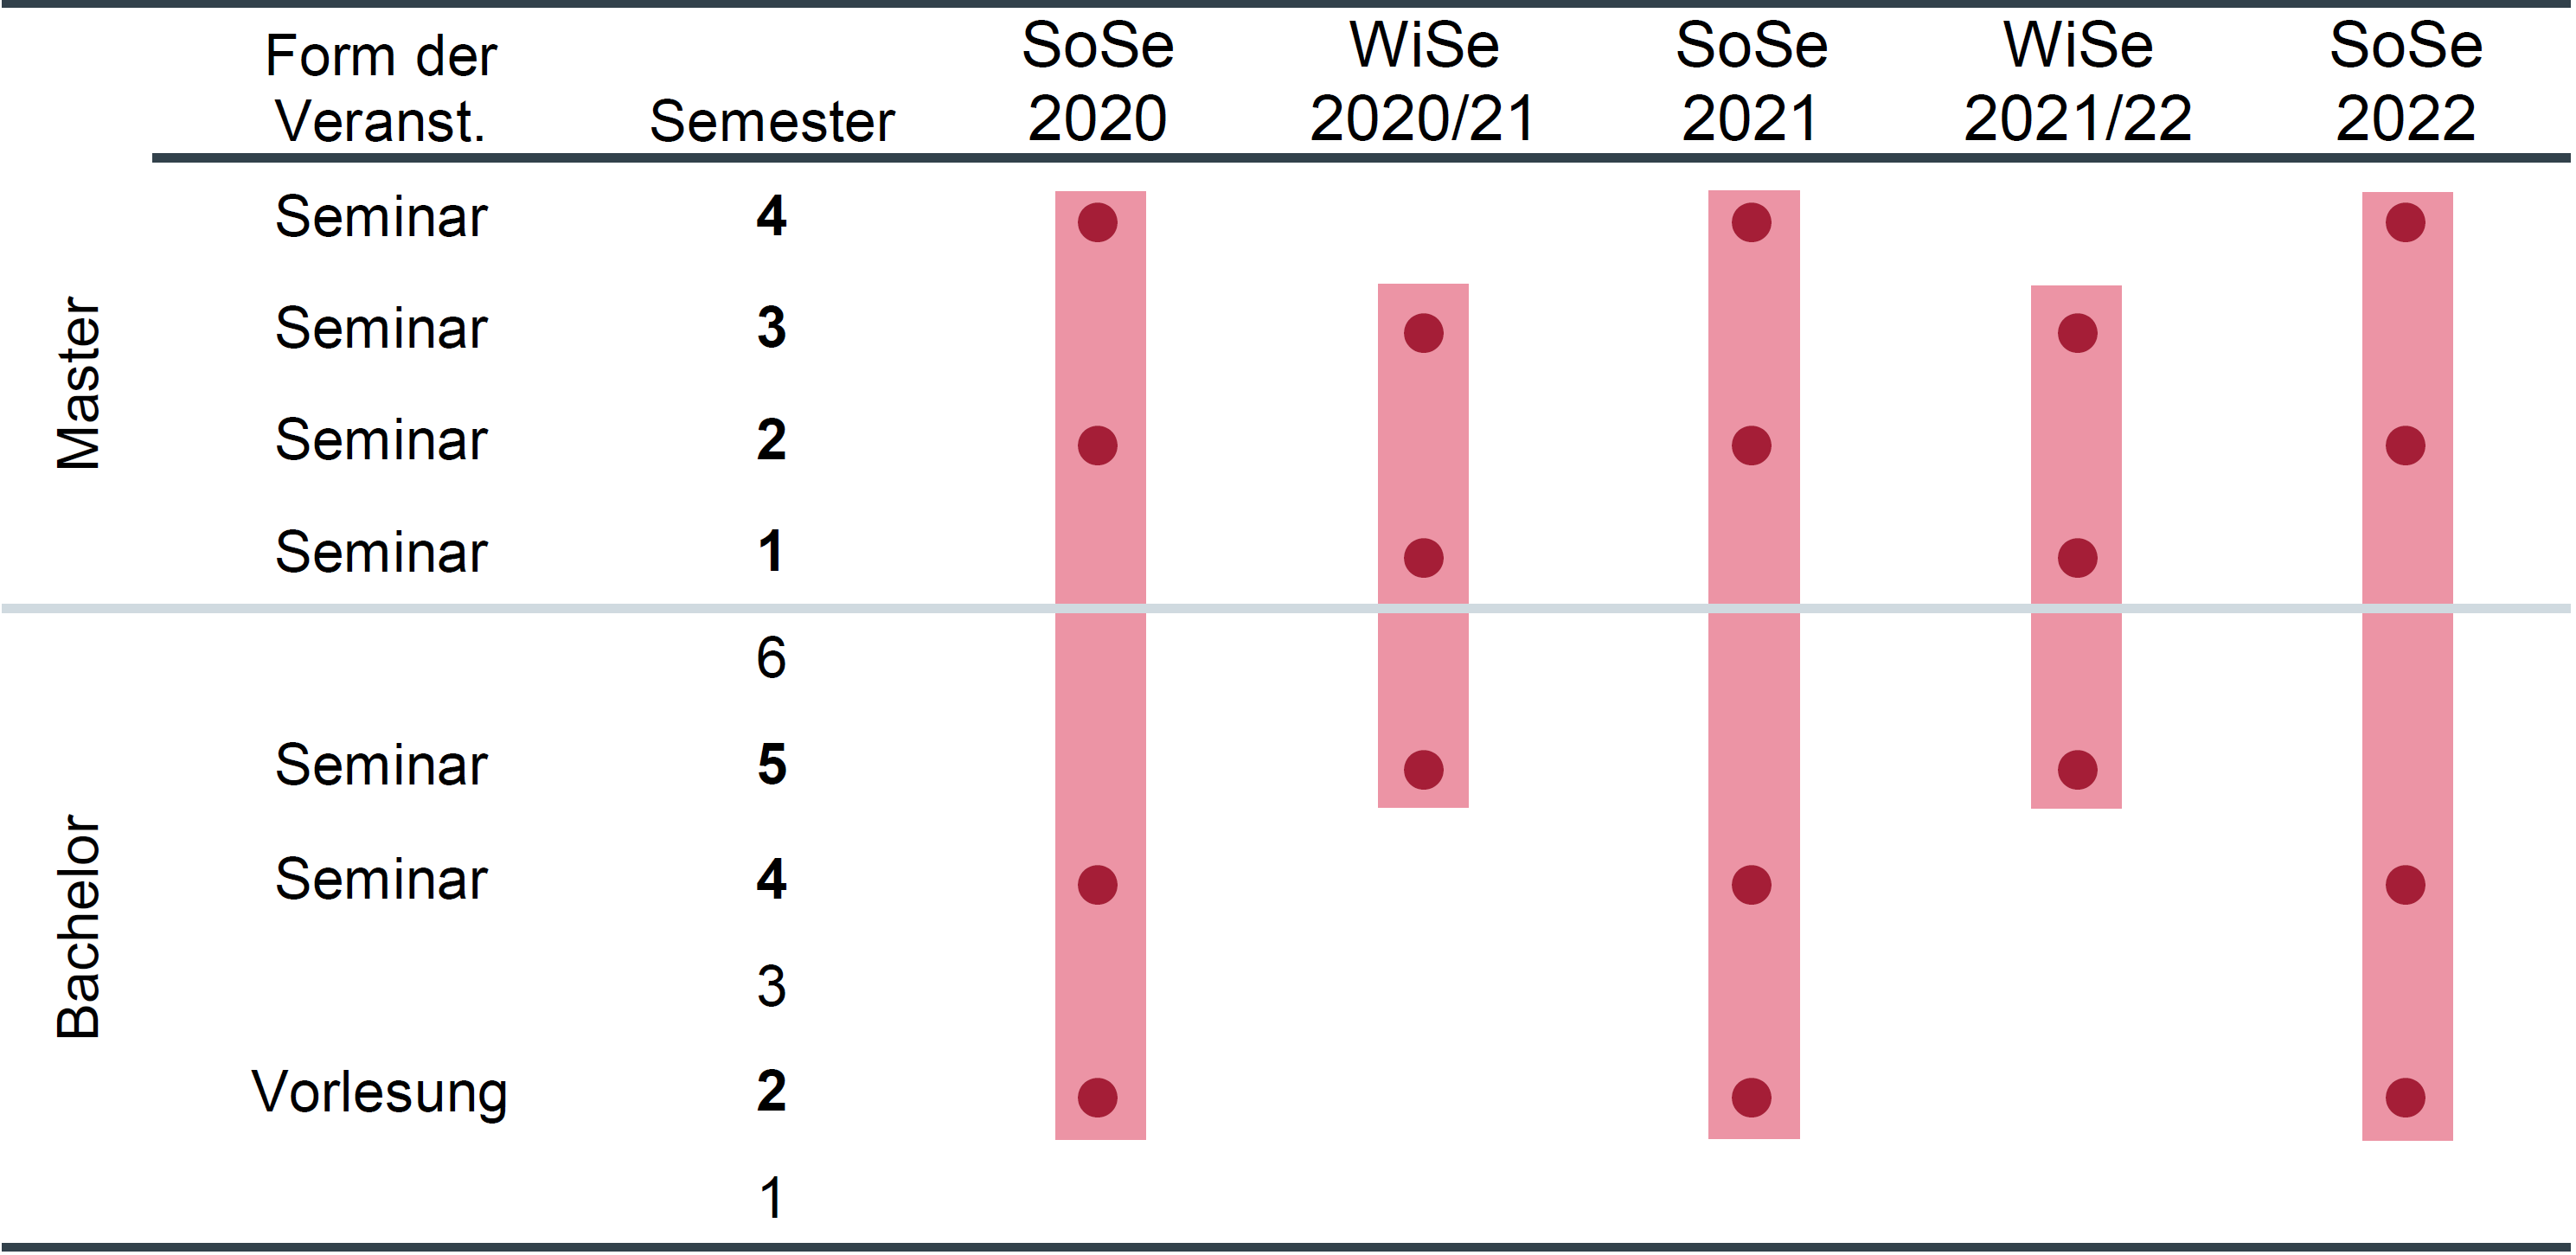 Form der
Veranst.
Semester
SoSe
2020
WiSe
2020/21
SoSe
2021
WiSe
2021/22
SoSe
2022
Master
Seminar 4
Seminar 3
Seminar 2
Seminar 1
Bachelor
6
Seminar 5
Seminar 4
3
Vorlesung 2
1